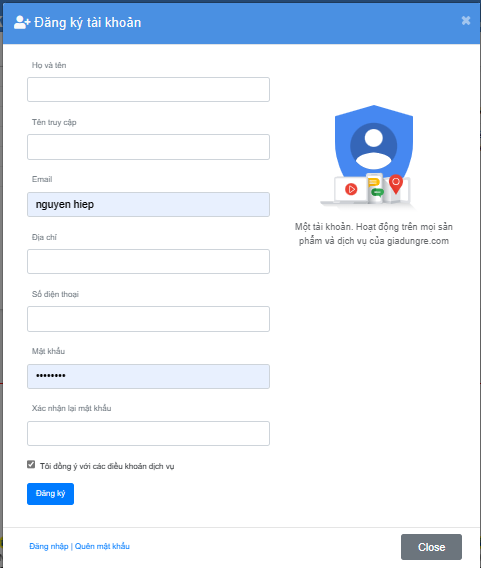 Đăng ký tài khoản
Họ và tên
Tên truy cập
Email
nguyen hiep
Địa chỉ
Số điện thoại
Mật khẩu
••••••••
Xác nhận lại mật khẩu
Tôi đồng ý với các điều khoản dịch vụ
Đăng ký
Một tài khoản. Hoạt động trên mọi sản
phẩm và dịch vụ của giadungre.com
Đăng nhập | Quên mật khẩu
Close